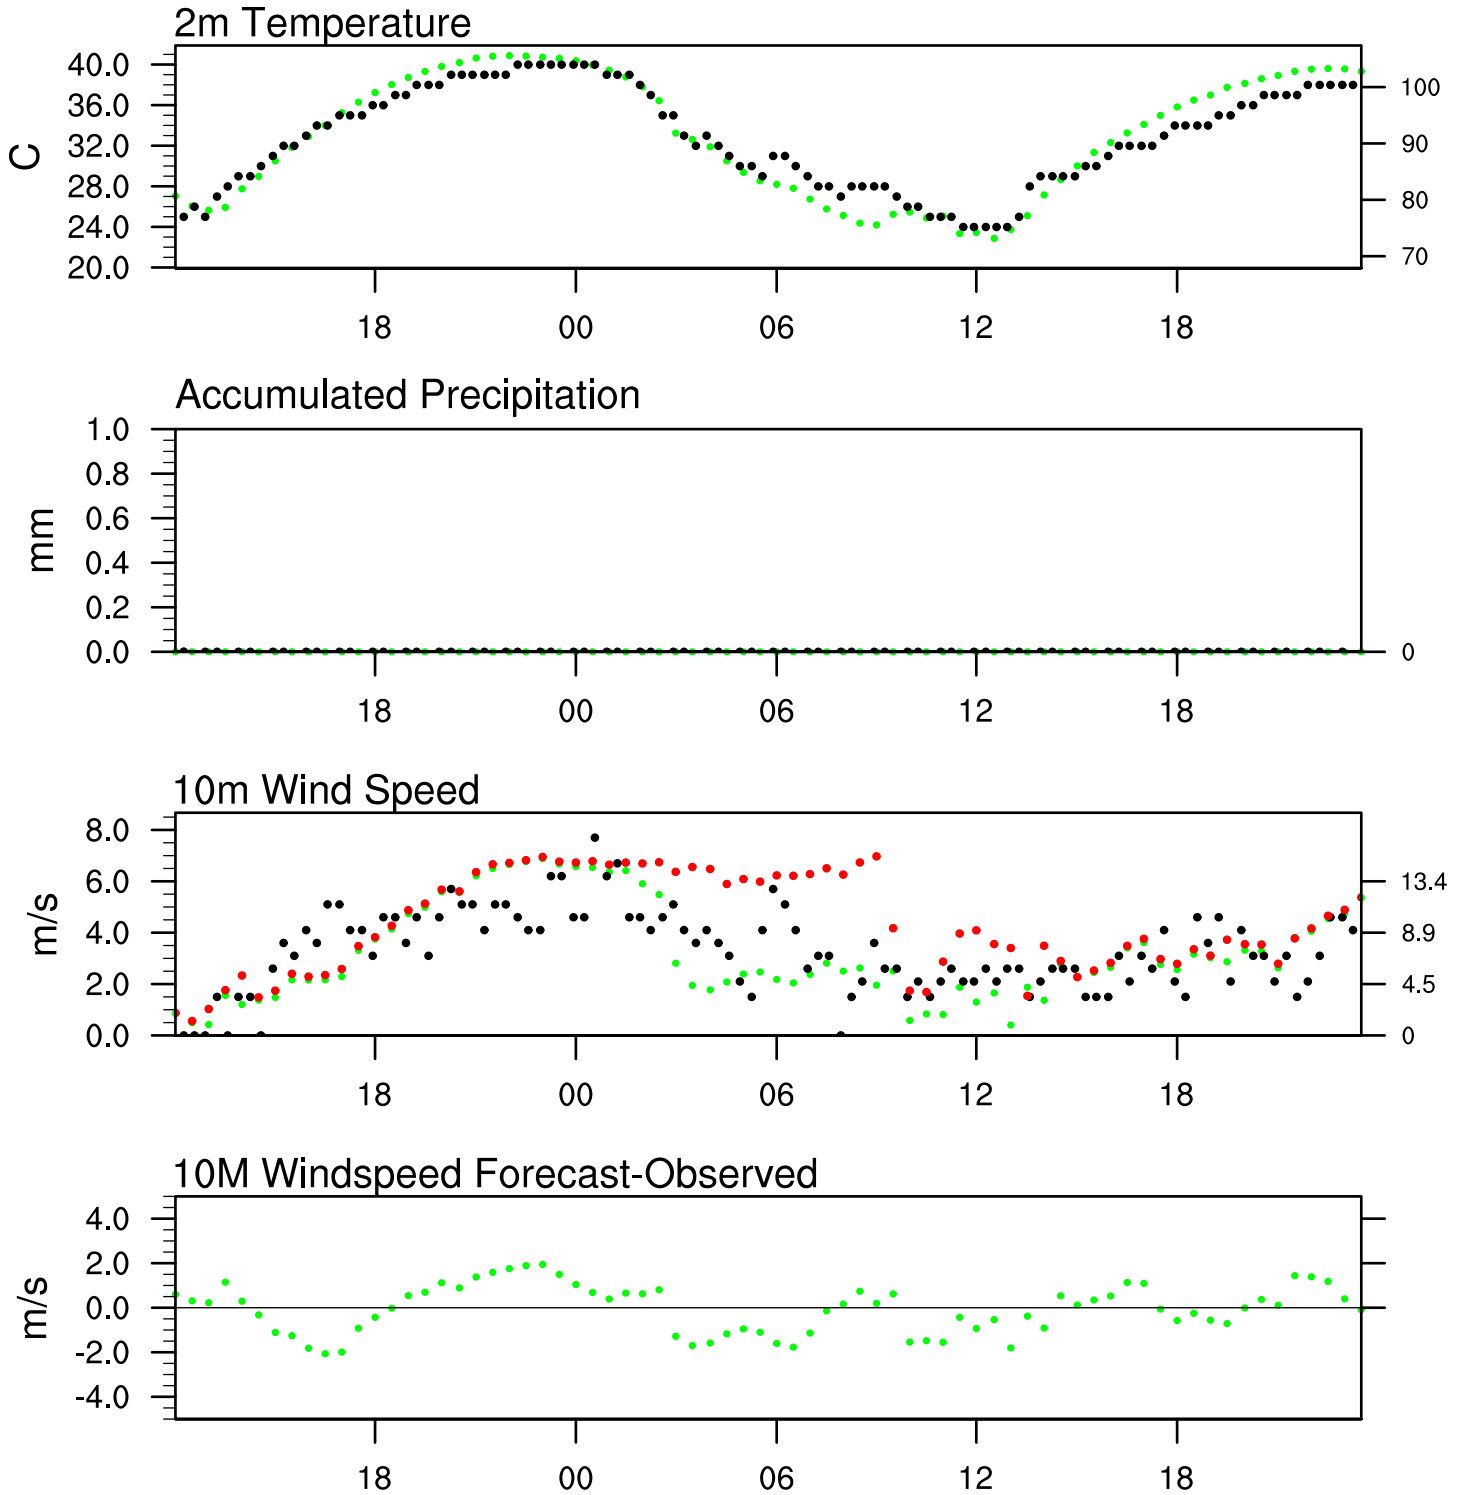 2m Temperature
40.0
36.0
32.0
28.0
24.0
20.0
C
100
90
80
70
18 00 06 12 18
Accumulated Precipitation
1.0
0.8
0.6
0.4
0.2
0.0
mm
0
18 00 06 12 18
10m Wind Speed
8.0
6.0
4.0
2.0
0.0
m/s
13.4
8.9
4.5
0
18 00 06 12 18
10M Windspeed Forecast-Observed
4.0
2.0
0.0
-2.0
-4.0
m/s
18 00 06 12 18